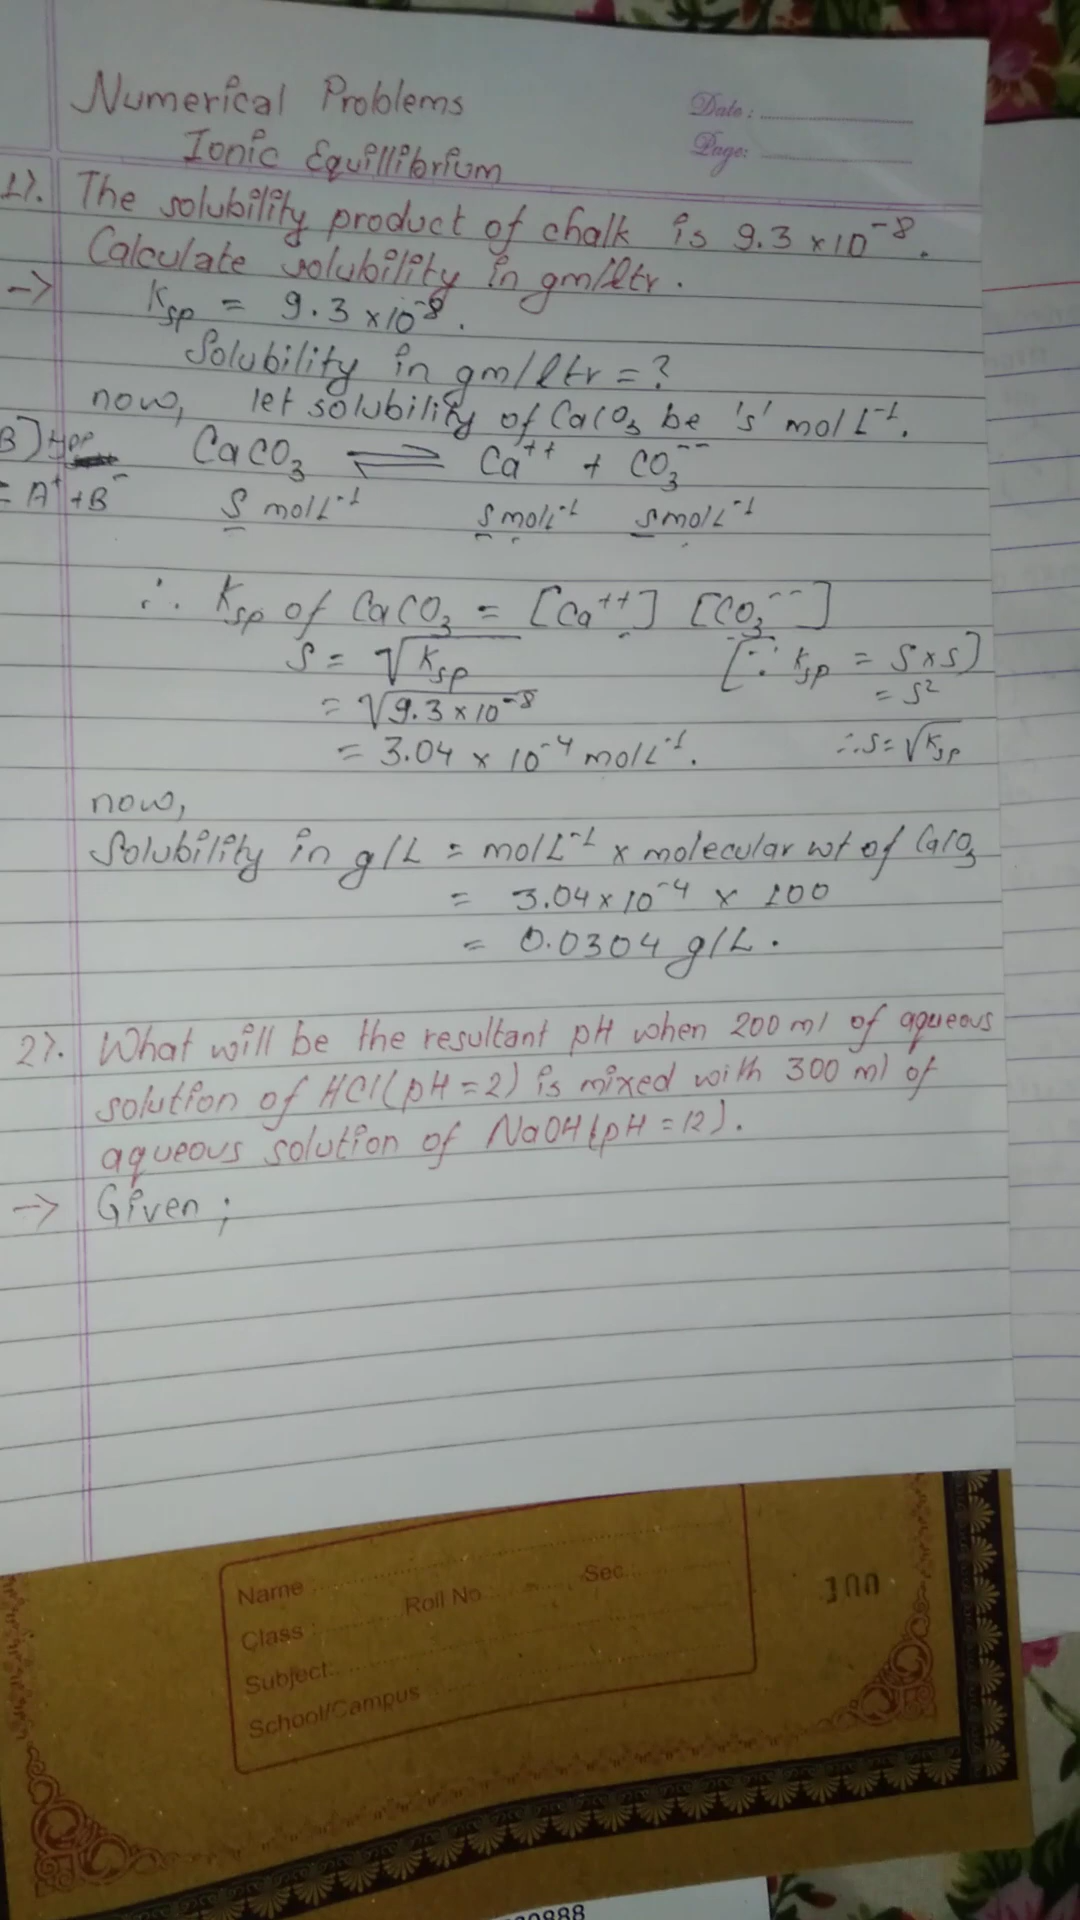 Numerical Problems
Date:
Ionic Equillibrium
Page:
1). The solubility product of chalk is 9.3 × 10⁻⁸.
Calculate solubility in gm/ltr.
→ Ksp = 9.3 × 10⁻⁸.
Solubility in gm/ltr = ?
now, let solubility of CaCO₃ be 's' mol L⁻¹.
CaCO₃ ⇌ Ca⁺⁺ + CO₃⁻⁻
= A⁺ + B⁻
S mol L⁻¹ S mol L⁻¹ S mol L⁻¹
∴ Ksp of CaCO₃ = [Ca⁺⁺] [CO₃⁻⁻]
S = √Ksp [∵ Ksp = S × S]
= √9.3 × 10⁻⁸ = S²
= 3.04 × 10⁻⁴ mol L⁻¹. ∴ S = √Ksp
now,
Solubility in g/L = mol L⁻¹ × molecular wt of CaCO₃
= 3.04 × 10⁻⁴ × 100
= 0.0304 g/L.
2). What will be the resultant pH when 200 ml of aqueous
solution of HCl (pH = 2) is mixed with 300 ml of
aqueous solution of NaOH (pH = 12).
→ Given;
Name
Roll No Sec
Class
Subject
School/Campus
100